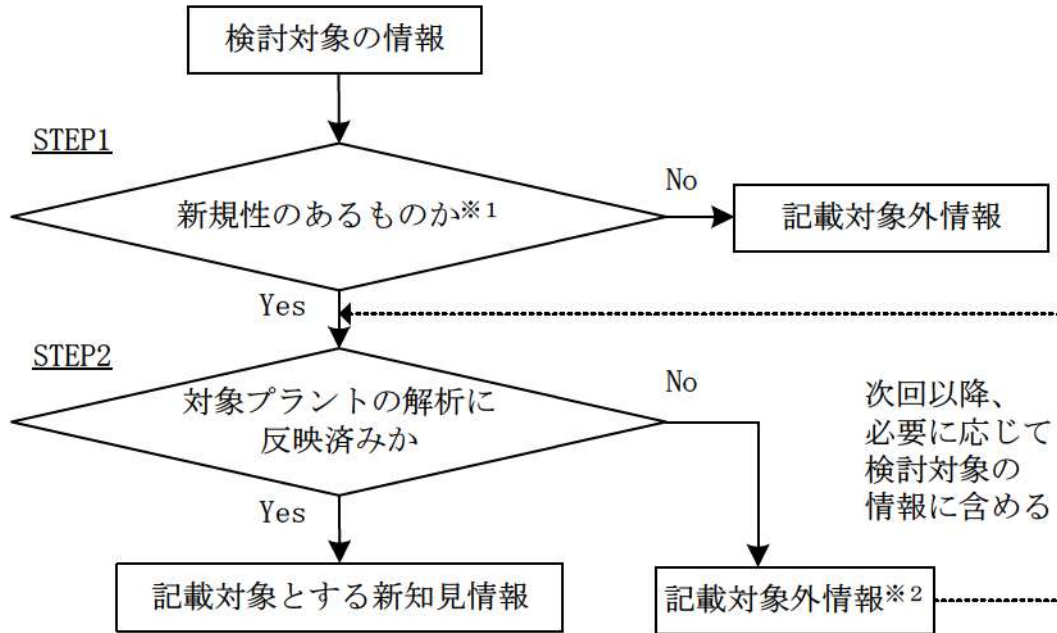 検討対象の情報
STEP1
新規性のあるものか※1
No
記載対象外情報
Yes
STEP2
対象プラントの解析に
反映済みか
No
次回以降、
必要に応じて
検討対象の
情報に含める
Yes
記載対象とする新知見情報
記載対象外情報※2